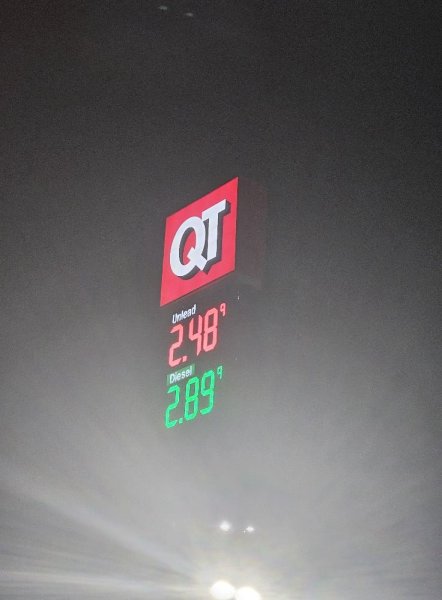 QT
Unlead
2.48⁹
Diesel
2.89⁹